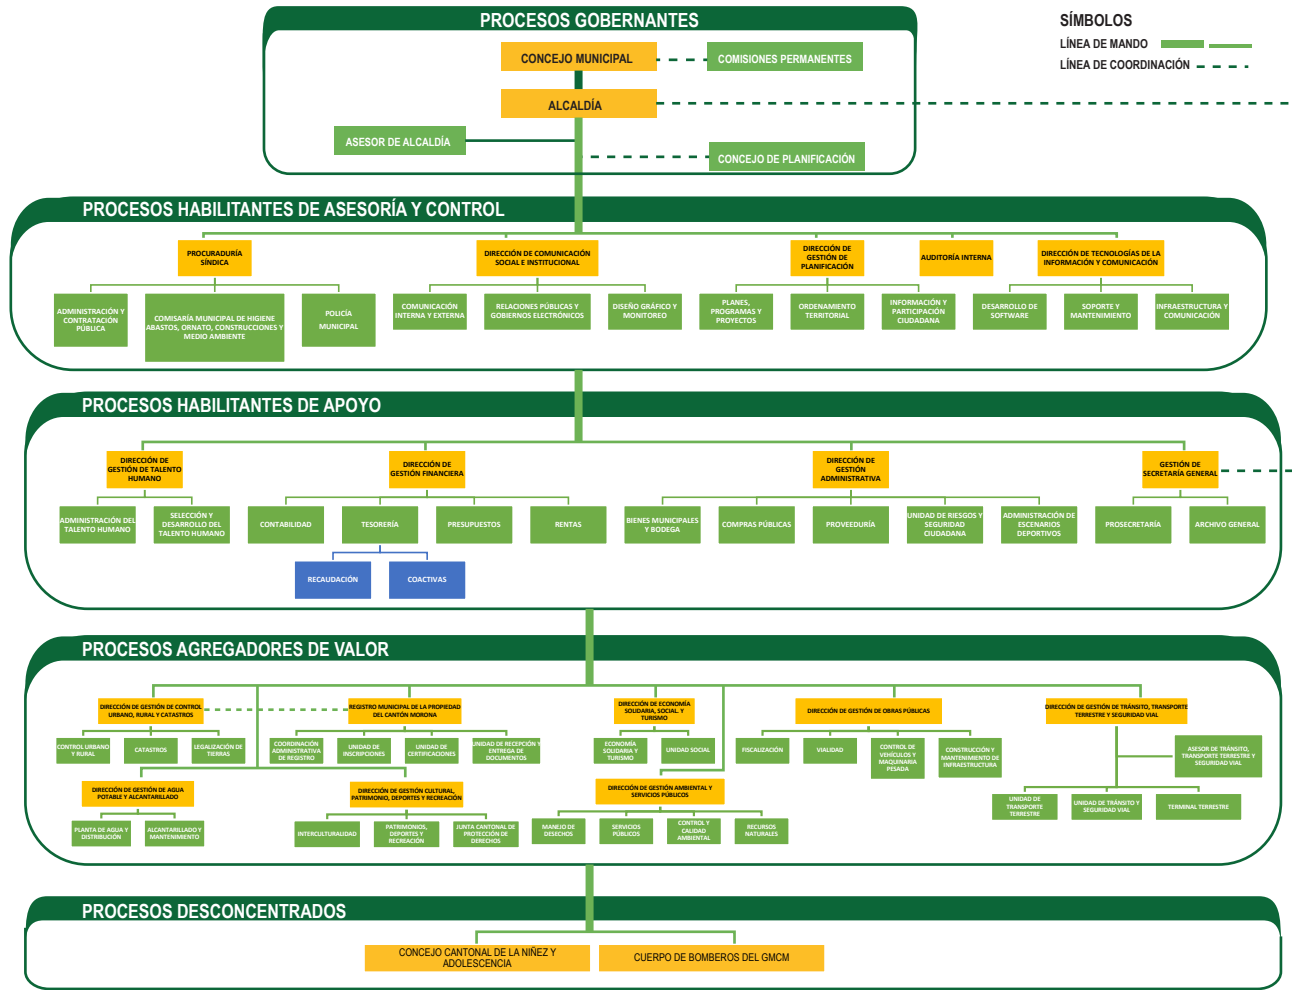 PROCESOS GOBERNANTES
CONCEJO MUNICIPAL
COMISIONES PERMANENTES
ALCALDÍA
ASESOR DE ALCALDÍA
CONCEJO DE PLANIFICACIÓN
SÍMBOLOS
LÍNEA DE MANDO
LÍNEA DE COORDINACIÓN
PROCESOS HABILITANTES DE ASESORÍA Y CONTROL
PROCURADURÍA
SÍNDICA
DIRECCIÓN DE COMUNICACIÓN
SOCIAL E INSTITUCIONAL
DIRECCIÓN DE
GESTIÓN DE
PLANIFICACIÓN
AUDITORÍA INTERNA
DIRECCIÓN DE TECNOLOGÍAS DE LA
INFORMACIÓN Y COMUNICACIÓN
ADMINISTRACIÓN Y
CONTRATACIÓN
PÚBLICA
COMISARÍA MUNICIPAL DE HIGIENE
ABASTOS, ORNATO, CONSTRUCCIONES Y
MEDIO AMBIENTE
POLICÍA
MUNICIPAL
COMUNICACIÓN
INTERNA Y EXTERNA
RELACIONES PÚBLICAS Y
GOBIERNOS ELECTRÓNICOS
DISEÑO GRÁFICO Y
MONITOREO
PLANES,
PROGRAMAS Y
PROYECTOS
ORDENAMIENTO
TERRITORIAL
INFORMACIÓN Y
PARTICIPACIÓN
CIUDADANA
DESARROLLO DE
SOFTWARE
SOPORTE Y
MANTENIMIENTO
INFRAESTRUCTURA Y
COMUNICACIÓN
PROCESOS HABILITANTES DE APOYO
DIRECCIÓN DE
GESTIÓN DE TALENTO
HUMANO
DIRECCIÓN DE
GESTIÓN FINANCIERA
DIRECCIÓN DE
GESTIÓN
ADMINISTRATIVA
GESTIÓN DE
SECRETARÍA GENERAL
ADMINISTRACIÓN DEL
TALENTO HUMANO
SELECCIÓN Y
DESARROLLO DEL
TALENTO HUMANO
CONTABILIDAD
TESORERÍA
PRESUPUESTOS
RENTAS
BIENES MUNICIPALES
Y BODEGA
COMPRAS PÚBLICAS
PROVEEDURÍA
UNIDAD DE RIESGOS Y
SEGURIDAD
CIUDADANA
ADMINISTRACIÓN DE
ESCENARIOS
DEPORTIVOS
PROSECRETARÍA
ARCHIVO GENERAL
RECAUDACIÓN
COACTIVAS
PROCESOS AGREGADORES DE VALOR
DIRECCIÓN DE GESTIÓN DE CONTROL
URBANO, RURAL Y CATASTROS
REGISTRO MUNICIPAL DE LA PROPIEDAD
DEL CANTÓN MORONA
DIRECCIÓN DE ECONOMÍA
SOLIDARIA, SOCIAL. Y
TURISMO
DIRECCIÓN DE GESTIÓN DE OBRAS PÚBLICAS
DIRECCIÓN DE GESTIÓN DE TRÁNSITO, TRANSPORTE
TERRESTRE Y SEGURIDAD VIAL
CONTROL URBANO
Y RURAL
CATASTROS
LEGALIZACIÓN DE
TIERRAS
COORDINACIÓN
ADMINISTRATIVA
DE REGISTRO
UNIDAD DE
INSCRIPCIONES
UNIDAD DE
CERTIFICACIONES
UNIDAD DE RECEPCIÓN Y
ENTREGA DE
DOCUMENTOS
ECONOMÍA
SOLIDARIA Y
TURISMO
UNIDAD SOCIAL
FISCALIZACIÓN
VIALIDAD
CONTROL DE
VEHÍCULOS Y
MAQUINARIA
PESADA
CONSTRUCCIÓN Y
MANTENIMIENTO DE
INFRAESTRUCTURA
ASESOR DE TRÁNSITO,
TRANSPORTE TERRESTRE Y
SEGURIDAD VIAL
DIRECCIÓN DE GESTIÓN DE AGUA
POTABLE Y ALCANTARILLADO
DIRECCIÓN DE GESTIÓN CULTURAL,
PATRIMONIO, DEPORTES Y RECREACIÓN
DIRECCIÓN DE GESTIÓN AMBIENTAL Y
SERVICIOS PÚBLICOS
UNIDAD DE
TRANSPORTE
TERRESTRE
UNIDAD DE TRÁNSITO Y
SEGURIDAD VIAL
TERMINAL TERRESTRE
PLANTA DE AGUA Y
DISTRIBUCIÓN
ALCANTARILLADO Y
MANTENIMIENTO
INTERCULTURALIDAD
PATRIMONIOS,
DEPORTES Y
RECREACIÓN
JUNTA CANTONAL DE
PROTECCIÓN DE
DERECHOS
MANEJO DE
DESECHOS
SERVICIOS
PÚBLICOS
CONTROL Y
CALIDAD
AMBIENTAL
RECURSOS
NATURALES
PROCESOS DESCONCENTRADOS
CONCEJO CANTONAL DE LA NIÑEZ Y
ADOLESCENCIA
CUERPO DE BOMBEROS DEL GMCM